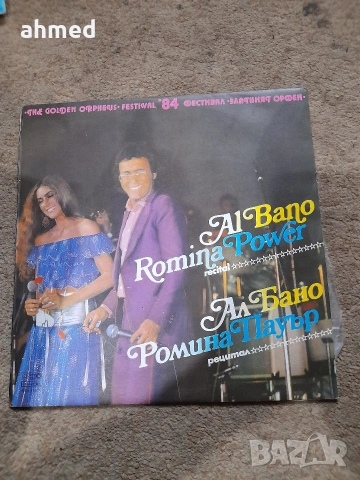 ahmed
•THE GOLDEN ORPHEUS• FESTIVAL '84 ФЕСТИВАЛ •ЗЛАТНИЯТ ОРФЕЙ•
Al Bano
Romina Power
recital
Ал Бано
Ромина Пауър
рецитал
BAZAR